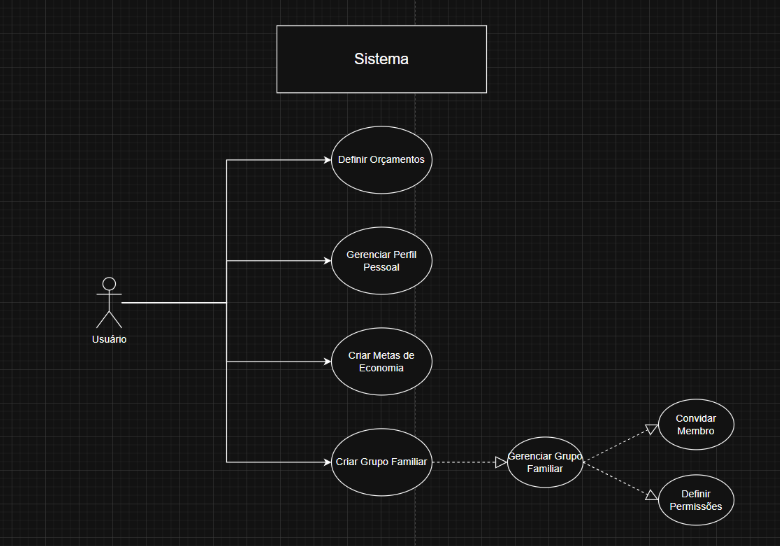 Sistema
Definir Orçamentos
Gerenciar Perfil
Pessoal
Usuário
Criar Metas de
Economia
Criar Grupo Familiar
Gerenciar Grupo
Familiar
Convidar
Membro
Definir
Permissões